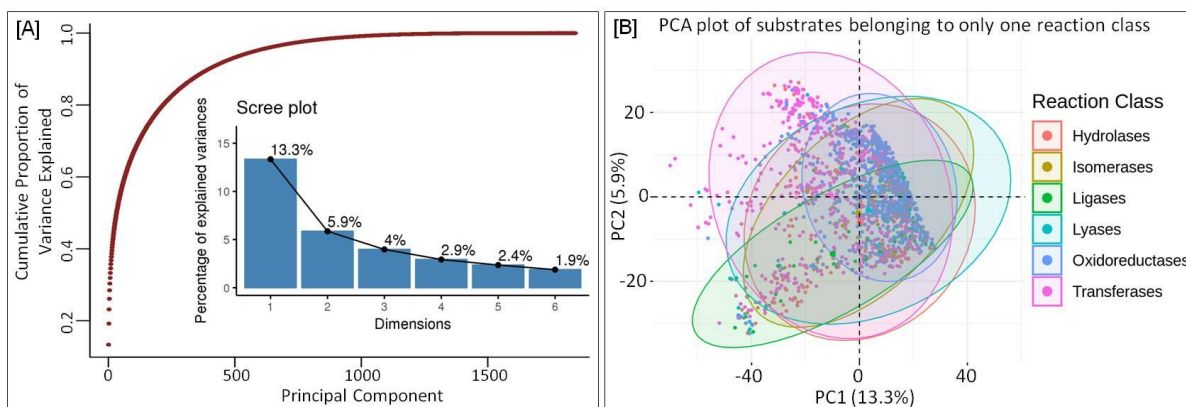 [A]
Cumulative Proportion of
Variance Explained
1.0
0.8
0.6
0.4
0.2
0
500
1000
1500
Principal Component
Scree plot
Percentage of explained variances
15
10
5
0
13.3%
5.9%
4%
2.9%
2.4%
1.9%
1
2
3
4
5
6
Dimensions
[B]
PCA plot of substrates belonging to only one reaction class
PC2 (5.9%)
20
0
-20
-40
0
40
PC1 (13.3%)
Reaction Class
Hydrolases
Isomerases
Ligases
Lyases
Oxidoreductases
Transferases